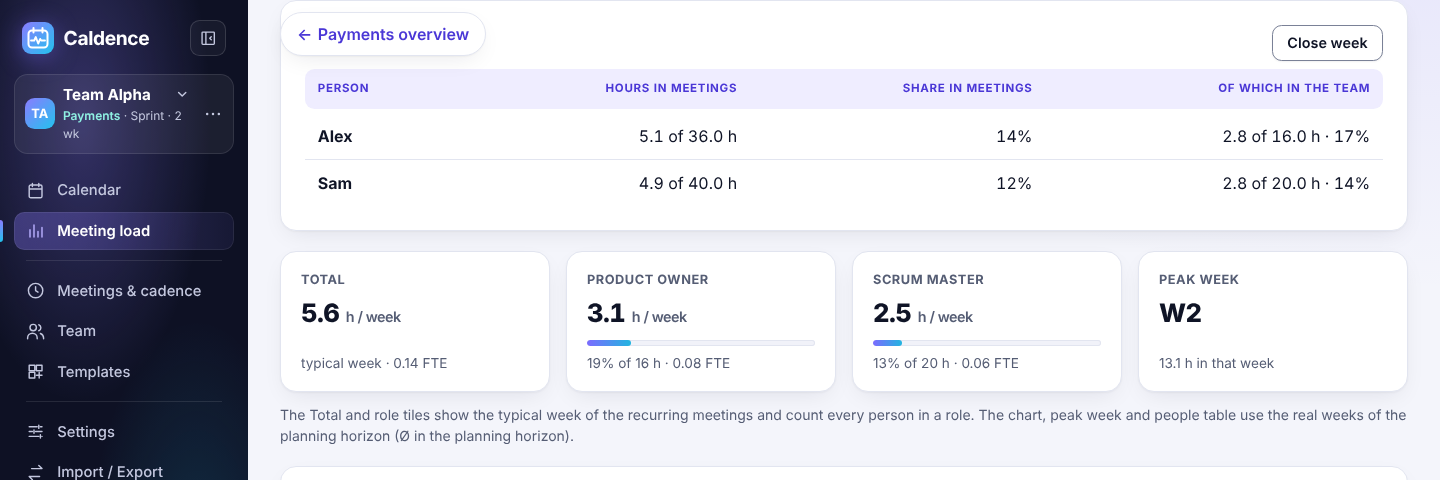 Caldence
TA
Team Alpha
Payments · Sprint · 2
wk
Calendar
Meeting load
Meetings & cadence
Team
Templates
Settings
Import / Export
← Payments overview
Close week
PERSON HOURS IN MEETINGS SHARE IN MEETINGS OF WHICH IN THE TEAM
Alex 5.1 of 36.0 h 14% 2.8 of 16.0 h · 17%
Sam 4.9 of 40.0 h 12% 2.8 of 20.0 h · 14%
TOTAL
5.6 h / week
typical week · 0.14 FTE
PRODUCT OWNER
3.1 h / week
19% of 16 h · 0.08 FTE
SCRUM MASTER
2.5 h / week
13% of 20 h · 0.06 FTE
PEAK WEEK
W2
13.1 h in that week
The Total and role tiles show the typical week of the recurring meetings and count every person in a role. The chart, peak week and people table use the real weeks of the
planning horizon (Ø in the planning horizon).